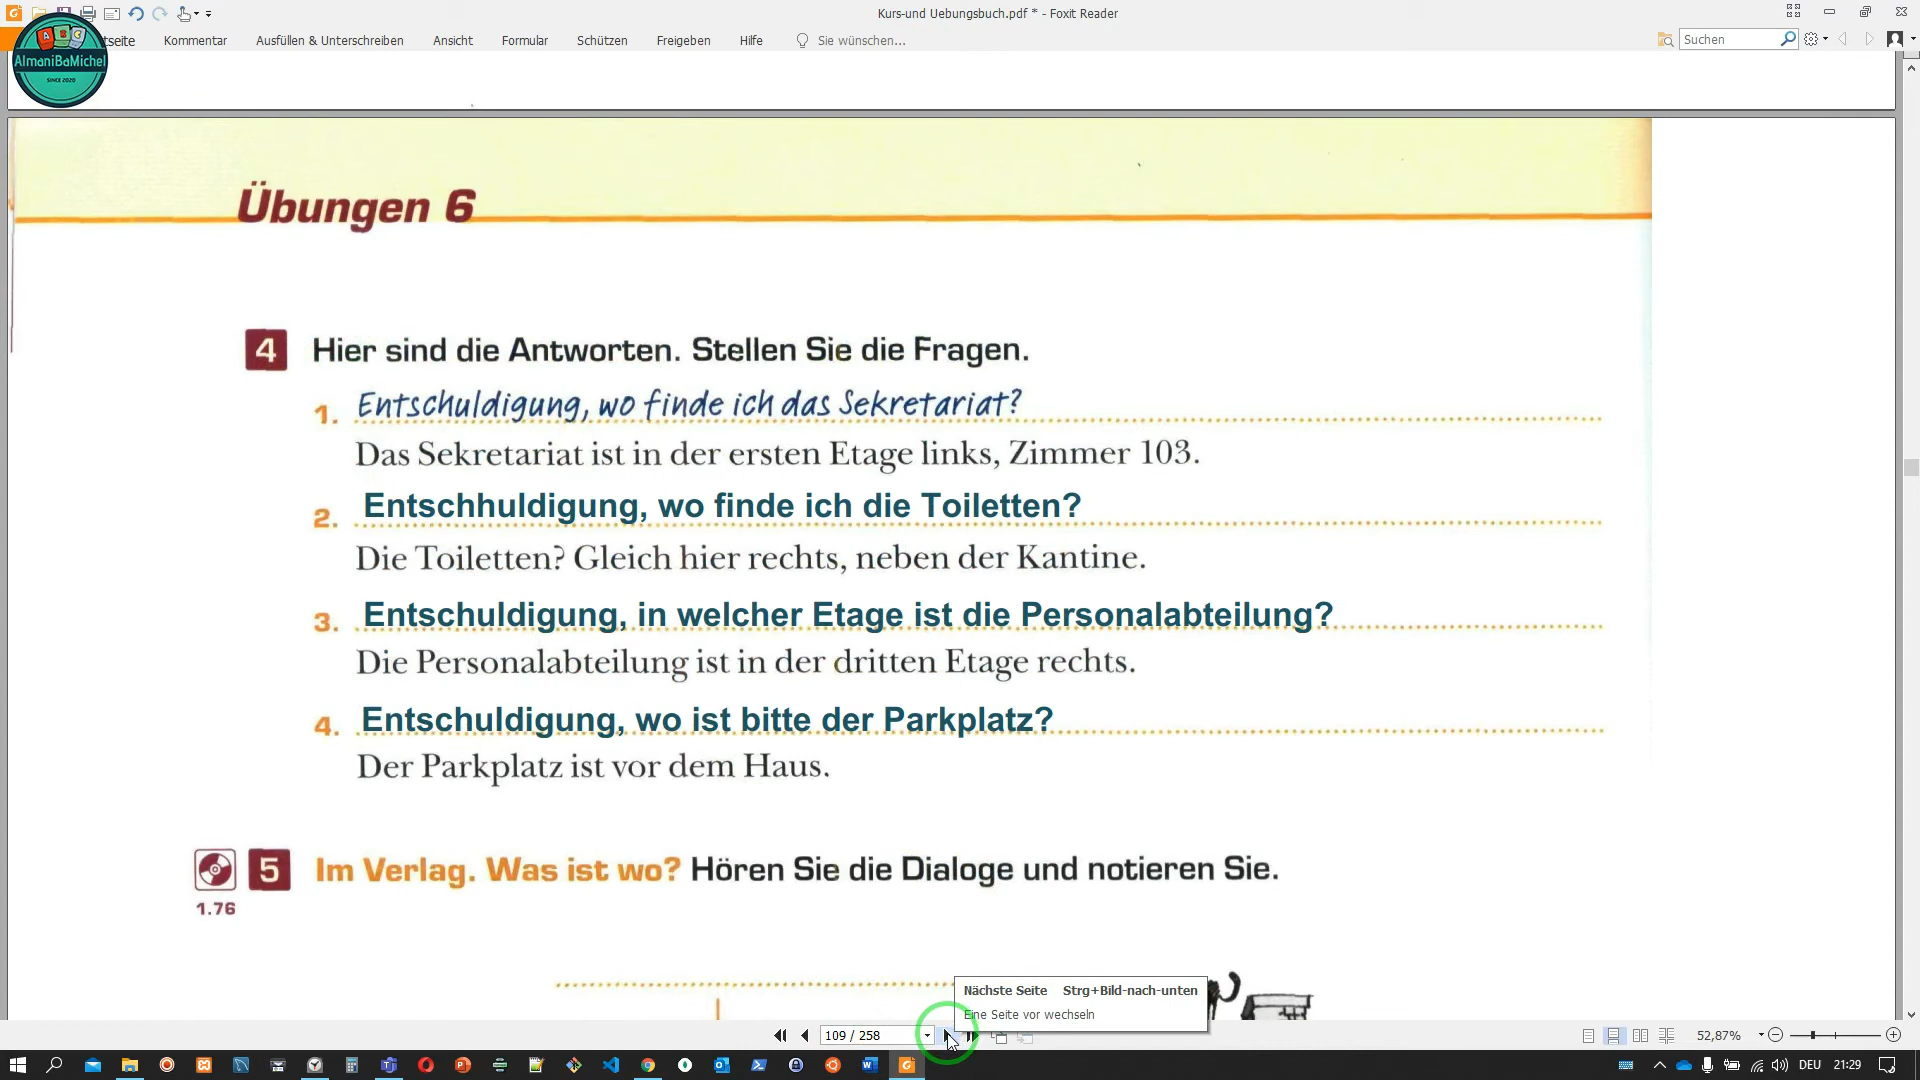 Kurs-und Uebungsbuch.pdf * - Foxit Reader
tseite Kommentar Ausfüllen & Unterschreiben Ansicht Formular Schützen Freigeben Hilfe Sie wünschen... Suchen
A B C
AlmaniBaMichel
SINCE 2020
Übungen 6
4 Hier sind die Antworten. Stellen Sie die Fragen.
1. Entschuldigung, wo finde ich das Sekretariat?
Das Sekretariat ist in der ersten Etage links, Zimmer 103.
2. Entschhuldigung, wo finde ich die Toiletten?
Die Toiletten? Gleich hier rechts, neben der Kantine.
3. Entschuldigung, in welcher Etage ist die Personalabteilung?
Die Personalabteilung ist in der dritten Etage rechts.
4. Entschuldigung, wo ist bitte der Parkplatz?
Der Parkplatz ist vor dem Haus.
5 Im Verlag. Was ist wo? Hören Sie die Dialoge und notieren Sie.
1.76
Nächste Seite Strg+Bild-nach-unten
Eine Seite vor wechseln
109 / 258
52,87%
DEU 21:29